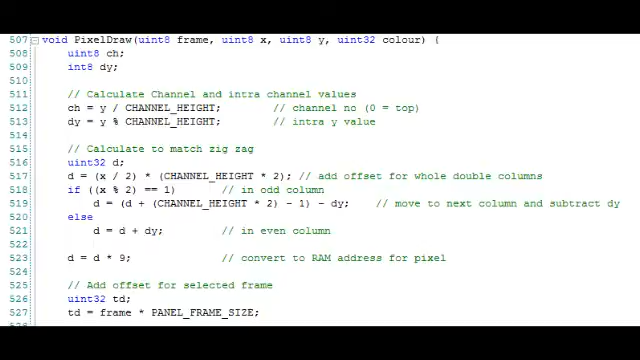 507 void PixelDraw(uint8 frame, uint8 x, uint8 y, uint32 colour) {
508 uint8 ch;
509 int8 dy;
510
511 // Calculate Channel and intra channel values
512 ch = y / CHANNEL_HEIGHT; // channel no (0 = top)
513 dy = y % CHANNEL_HEIGHT; // intra y value
514
515 // Calculate to match zig zag
516 uint32 d;
517 d = (x / 2) * (CHANNEL_HEIGHT * 2); // add offset for whole double columns
518 if ((x % 2) == 1) // in odd column
519 d = (d + (CHANNEL_HEIGHT * 2) - 1) - dy; // move to next column and subtract dy
520 else
521 d = d + dy; // in even column
522
523 d = d * 9; // convert to RAM address for pixel
524
525 // Add offset for selected frame
526 uint32 td;
527 td = frame * PANEL_FRAME_SIZE;